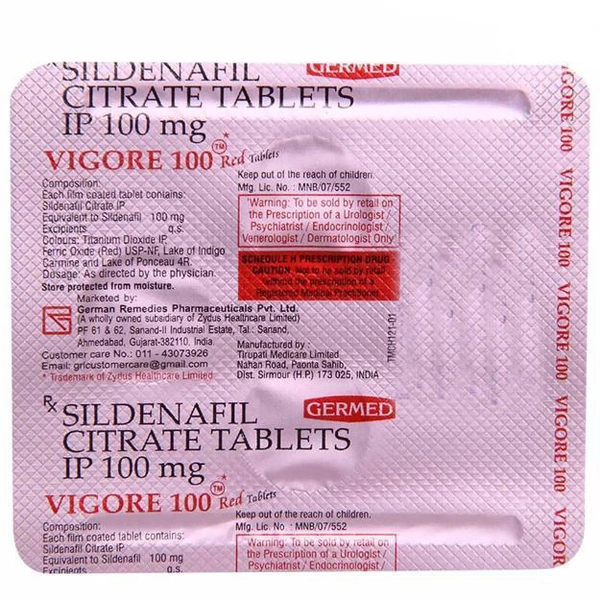 SILDENAFIL
GERMED
CITRATE TABLETS
IP 100 mg
VIGORE 100™* Red Tablets
Composition:
Each film coated tablet contains:
Sildenafil Citrate IP
Equivalent to Sildenafil 100 mg
Excipients q.s.
Colours: Titanium Dioxide IP,
Ferric Oxide (Red) USP-NF, Lake of Indigo
Carmine and Lake of Ponceau 4R.
Dosage: As directed by the physician.
Store protected from moisture.
Keep out of the reach of children.
Mfg. Lic. No. : MNB/07/552
"Warning: To be sold by retail on
the Prescription of a Urologist /
Psychiatrist / Endocrinologist /
Venerologist / Dermatologist Only"
SCHEDULE H PRESCRIPTION DRUG
CAUTION: Not to be sold by retail
without the prescription of a
Registered Medical Practitioner.
Marketed by:
German Remedies Pharmaceuticals Pvt. Ltd.
(A wholly owned subsidiary of Zydus Healthcare Limited)
PF 61 & 62, Sanand-II Industrial Estate, Tal.: Sanand,
Ahmedabad, Gujarat-382110, India.
Customer care No.: 011 - 43073926
Email: grlcustomercare@gmail.com
* Trademark of Zydus Healthcare Limited
Manufactured by :
Tirupati Medicare Limited
Nahan Road, Paonta Sahib,
Dist. Sirmour (H.P.) 173 025, INDIA
Rx SILDENAFIL
GERMED
CITRATE TABLETS
IP 100 mg
VIGORE 100™* Red Tablets
Composition:
Each film coated tablet contains:
Sildenafil Citrate IP
Equivalent to Sildenafil 100 mg
Excipients q.s.
Keep out of the reach of children.
Mfg. Lic. No. : MNB/07/552
"Warning: To be sold by retail on
the Prescription of a Urologist /
Psychiatrist / Endocrinologist /
VIGORE 100 VIGORE 100 VIGORE 100 VIGORE 100 VIGOR